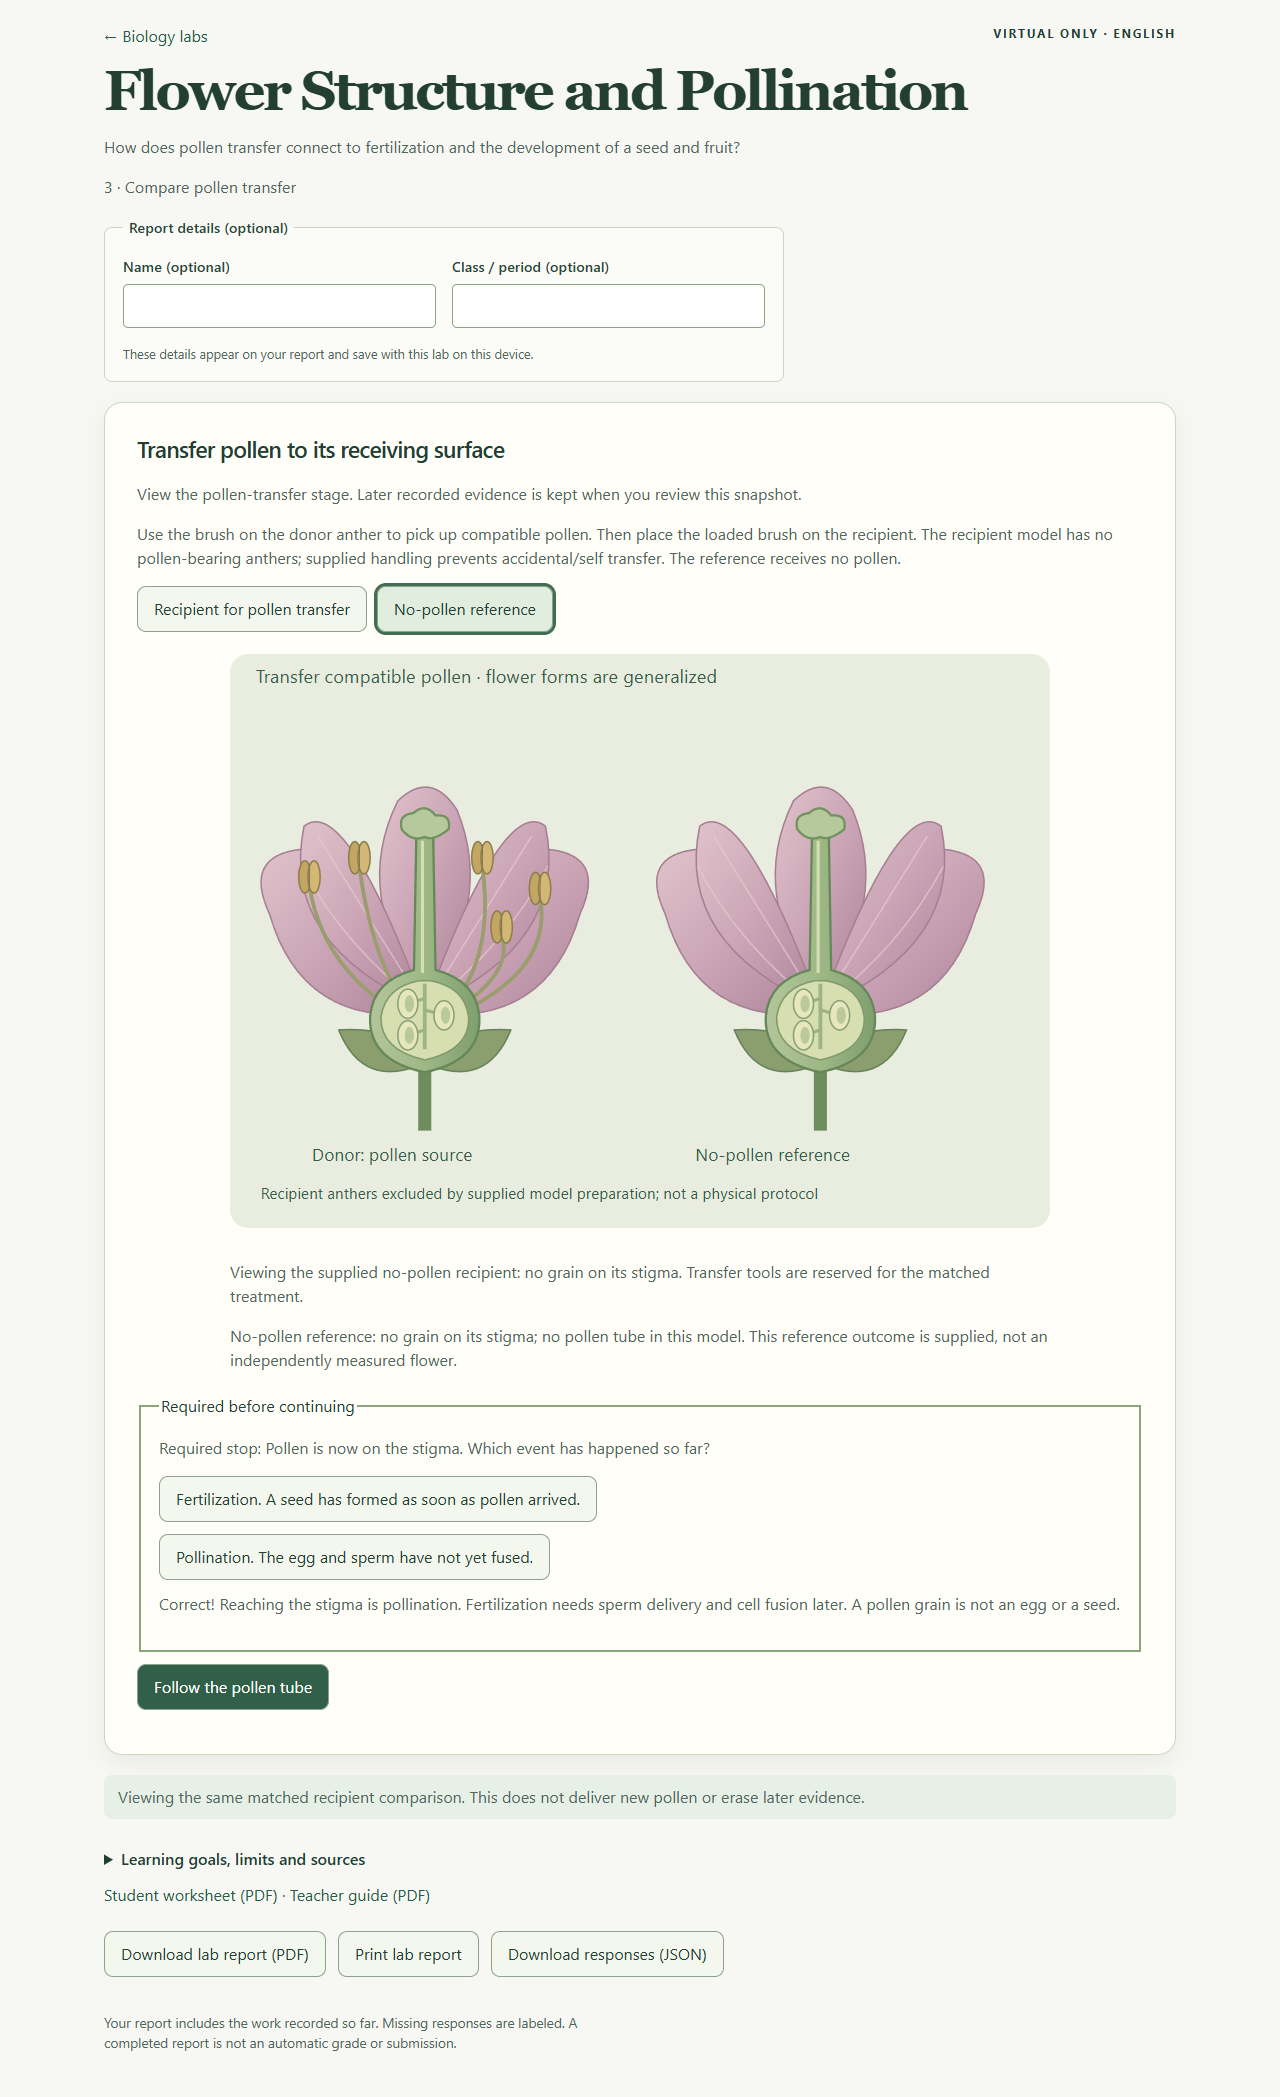 ← Biology labs
VIRTUAL ONLY · ENGLISH
Flower Structure and Pollination
How does pollen transfer connect to fertilization and the development of a seed and fruit?
3 · Compare pollen transfer
Report details (optional)
Name (optional)
Class / period (optional)
These details appear on your report and save with this lab on this device.
Transfer pollen to its receiving surface
View the pollen-transfer stage. Later recorded evidence is kept when you review this snapshot.
Use the brush on the donor anther to pick up compatible pollen. Then place the loaded brush on the recipient. The recipient model has no
pollen-bearing anthers; supplied handling prevents accidental/self transfer. The reference receives no pollen.
Recipient for pollen transfer
No-pollen reference
Transfer compatible pollen · flower forms are generalized
Donor: pollen source
No-pollen reference
Recipient anthers excluded by supplied model preparation; not a physical protocol
Viewing the supplied no-pollen recipient: no grain on its stigma. Transfer tools are reserved for the matched
treatment.
No-pollen reference: no grain on its stigma; no pollen tube in this model. This reference outcome is supplied, not an
independently measured flower.
Required before continuing
Required stop: Pollen is now on the stigma. Which event has happened so far?
Fertilization. A seed has formed as soon as pollen arrived.
Pollination. The egg and sperm have not yet fused.
Correct! Reaching the stigma is pollination. Fertilization needs sperm delivery and cell fusion later. A pollen grain is not an egg or a seed.
Follow the pollen tube
Viewing the same matched recipient comparison. This does not deliver new pollen or erase later evidence.
▶ Learning goals, limits and sources
Student worksheet (PDF) · Teacher guide (PDF)
Download lab report (PDF)
Print lab report
Download responses (JSON)
Your report includes the work recorded so far. Missing responses are labeled. A
completed report is not an automatic grade or submission.